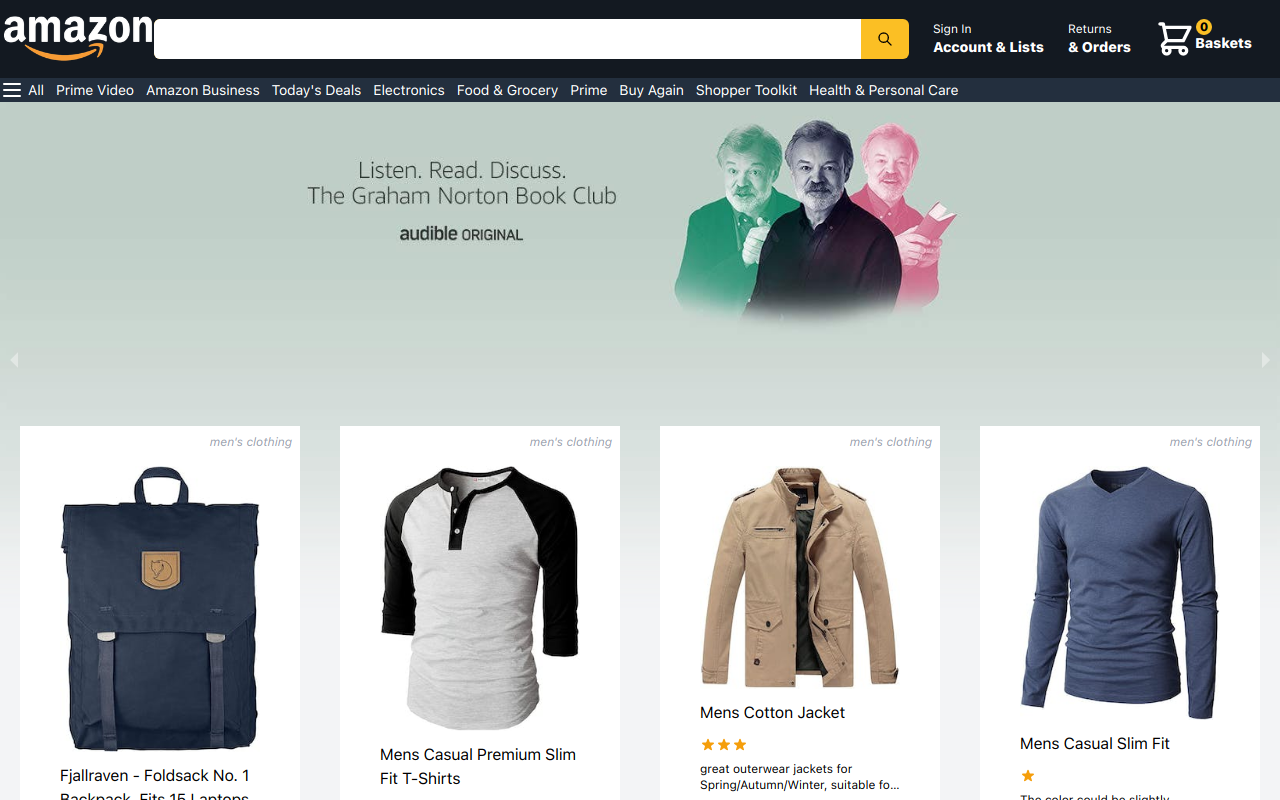 amazon
Sign In
Account & Lists
Returns
& Orders
0
Baskets
All Prime Video Amazon Business Today's Deals Electronics Food & Grocery Prime Buy Again Shopper Toolkit Health & Personal Care
Listen. Read. Discuss.
The Graham Norton Book Club
audible ORIGINAL
men's clothing
Fjallraven - Foldsack No. 1
Backpack, Fits 15 Laptops
men's clothing
Mens Casual Premium Slim
Fit T-Shirts
men's clothing
Mens Cotton Jacket
great outerwear jackets for
Spring/Autumn/Winter, suitable fo...
men's clothing
Mens Casual Slim Fit
The color could be slightly